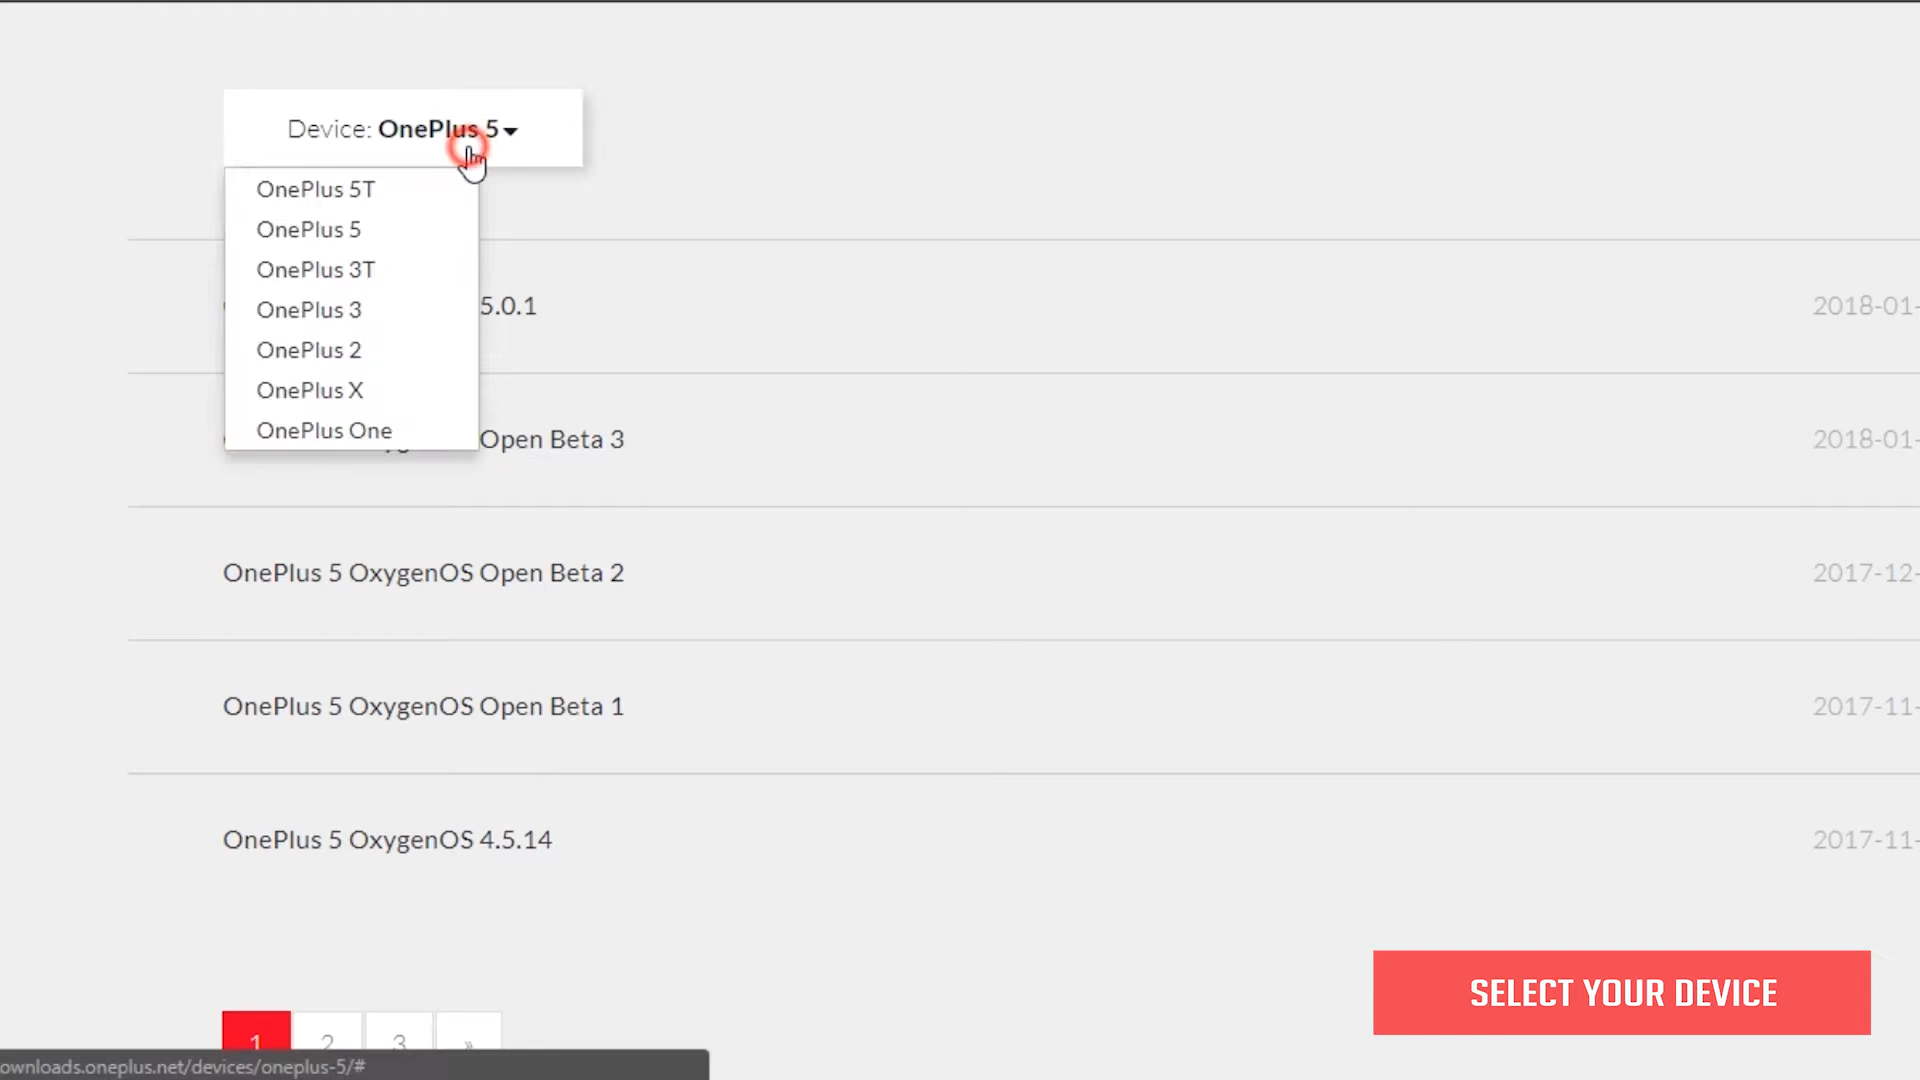 Device: OnePlus 5
OnePlus 5T
OnePlus 5
OnePlus 3T
OnePlus 3
OnePlus 2
OnePlus X
OnePlus One
5.0.1 2018-01-
Open Beta 3 2018-01-
OnePlus 5 OxygenOS Open Beta 2 2017-12-
OnePlus 5 OxygenOS Open Beta 1 2017-11-
OnePlus 5 OxygenOS 4.5.14 2017-11-
SELECT YOUR DEVICE
1 2 3 »
ownloads.oneplus.net/devices/oneplus-5/#